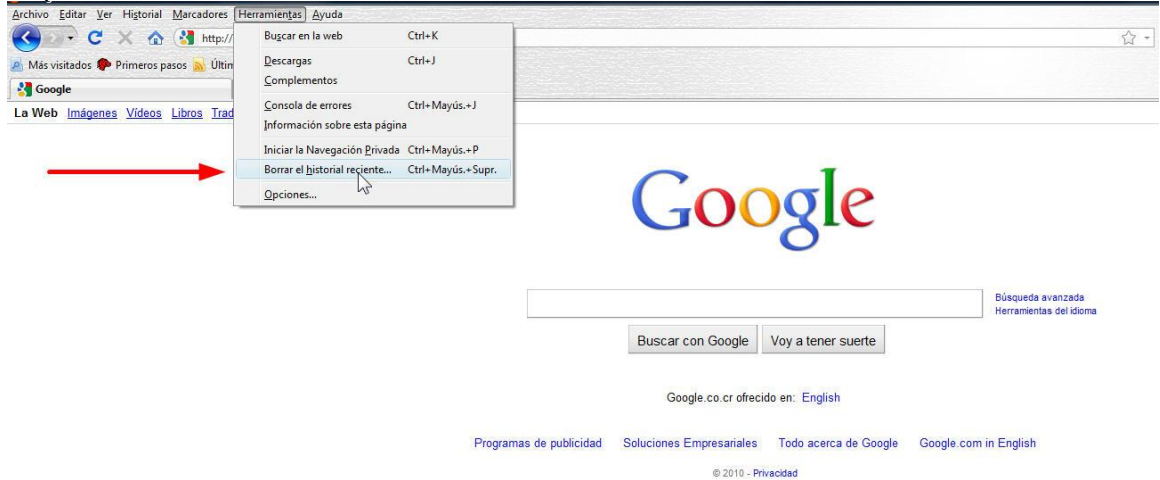 Archivo Editar Ver Historial Marcadores Herramientas Ayuda
http://
Más visitados Primeros pasos Últim
Google
La Web Imágenes Vídeos Libros Trad
Buscar en la web Ctrl+K
Descargas Ctrl+J
Complementos
Consola de errores Ctrl+Mayús.+J
Información sobre esta página
Iniciar la Navegación Privada Ctrl+Mayús.+P
Borrar el historial reciente... Ctrl+Mayús.+Supr.
Opciones...
Google
Búsqueda avanzada
Herramientas del idioma
Buscar con Google Voy a tener suerte
Google.co.cr ofrecido en: English
Programas de publicidad Soluciones Empresariales Todo acerca de Google Google.com in English
© 2010 - Privacidad